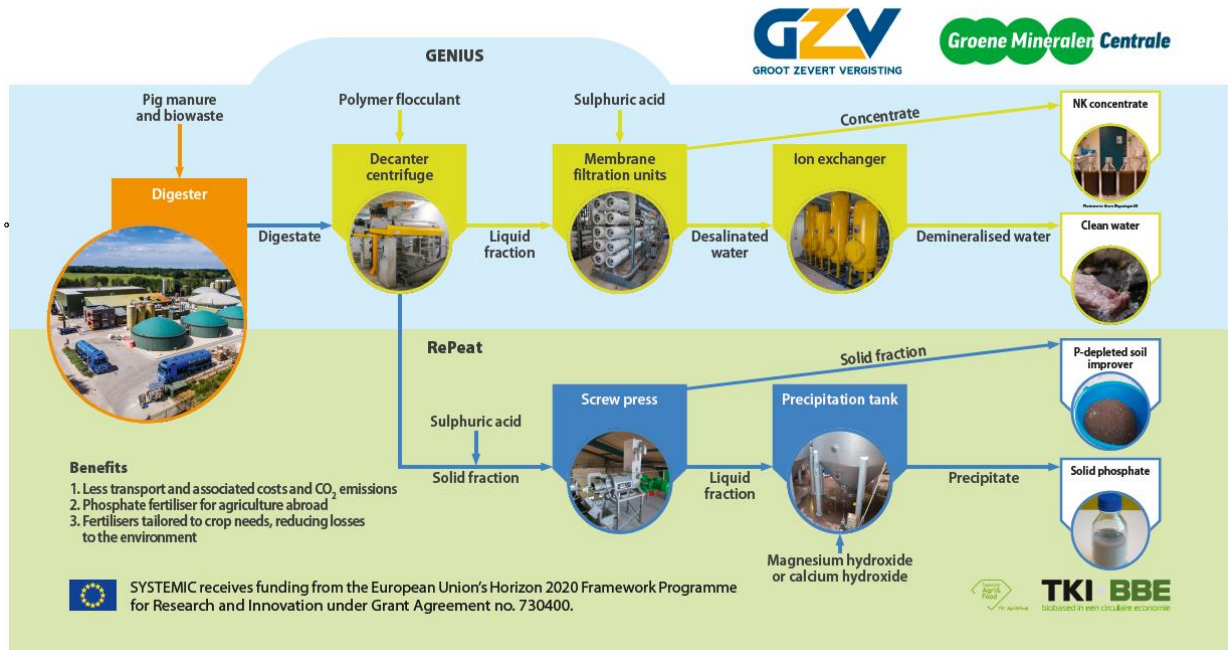 GENIUS
GZV
GROOT ZEVERT VERGISTING
Groene Mineralen Centrale
Pig manure
and biowaste
Polymer flocculant
Sulphuric acid
Concentrate
NK concentrate
Digester
Decanter
centrifuge
Membrane
filtration units
Ion exchanger
Digestate
Liquid
fraction
Desalinated
water
Demineralised water
Clean water
RePeat
Solid fraction
P-depleted soil
improver
Screw press
Precipitation tank
Sulphuric acid
Solid fraction
Liquid
fraction
Precipitate
Solid phosphate
Benefits
1. Less transport and associated costs and CO2 emissions
2. Phosphate fertiliser for agriculture abroad
3. Fertilisers tailored to crop needs, reducing losses
to the environment
Magnesium hydroxide
or calcium hydroxide
SYSTEMIC receives funding from the European Union’s Horizon 2020 Framework Programme
for Research and Innovation under Grant Agreement no. 730400.
Agri&
Food
TKI BBE
biobased in een circulaire economie